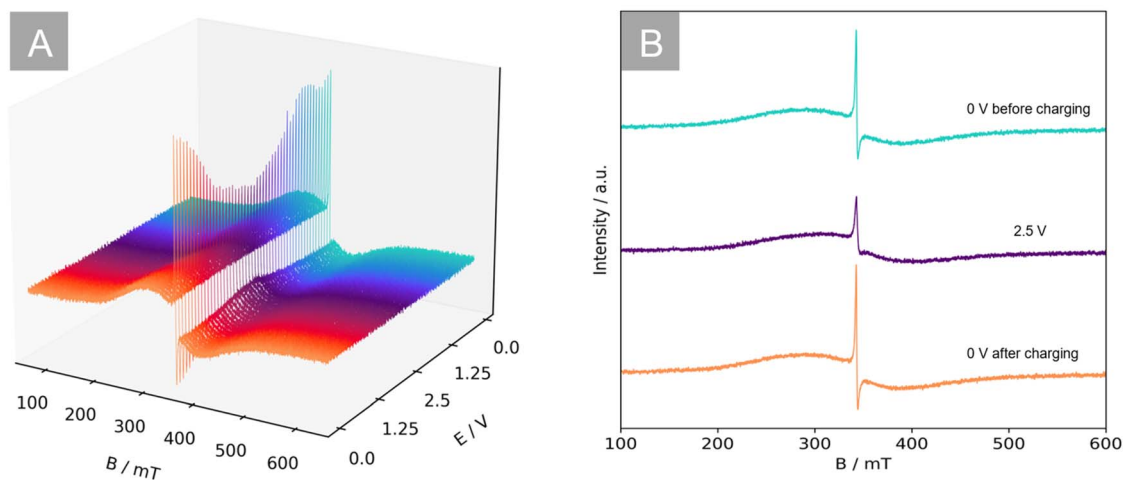 A
100
200
300
400
500
600
B / mT
0.0
1.25
2.5
1.25
0.0
E / V
B
Intensity / a.u.
0 V before charging
2.5 V
0 V after charging
100 200 300 400 500 600
B / mT